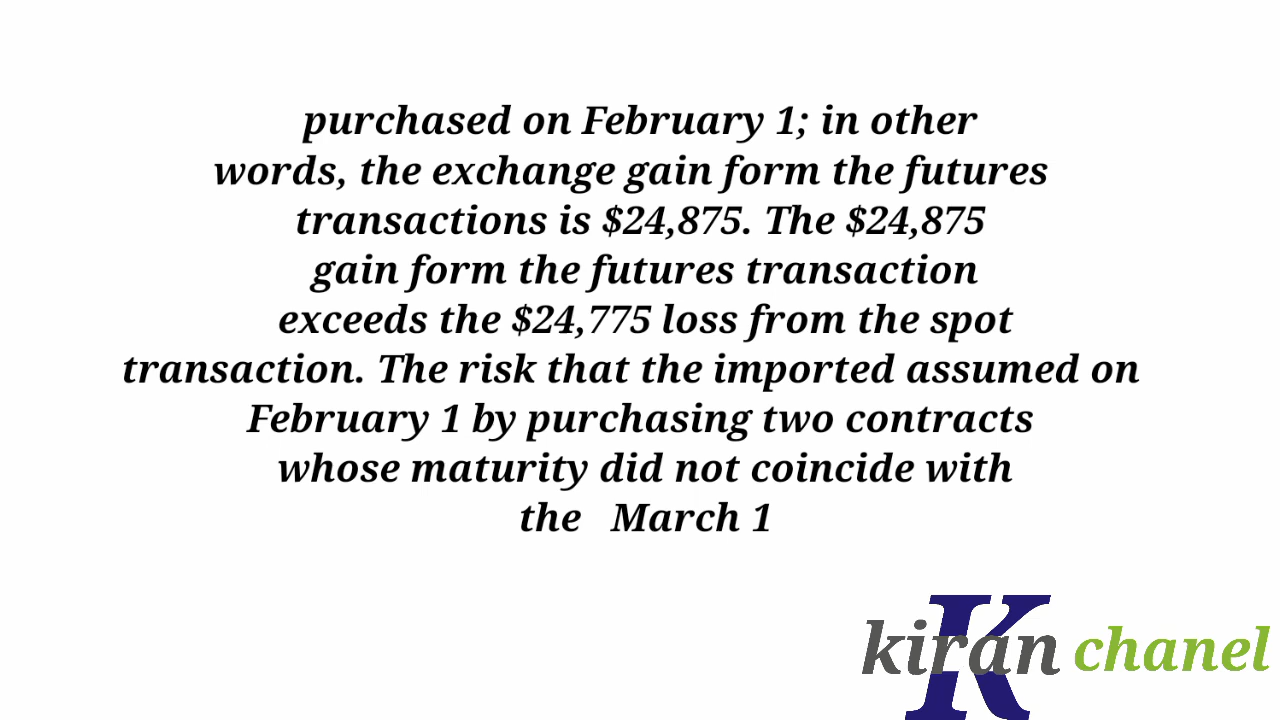 purchased on February 1; in other
words, the exchange gain form the futures
transactions is $24,875. The $24,875
gain form the futures transaction
exceeds the $24,775 loss from the spot
transaction. The risk that the imported assumed on
February 1 by purchasing two contracts
whose maturity did not coincide with
the March 1
K
kiran chanel